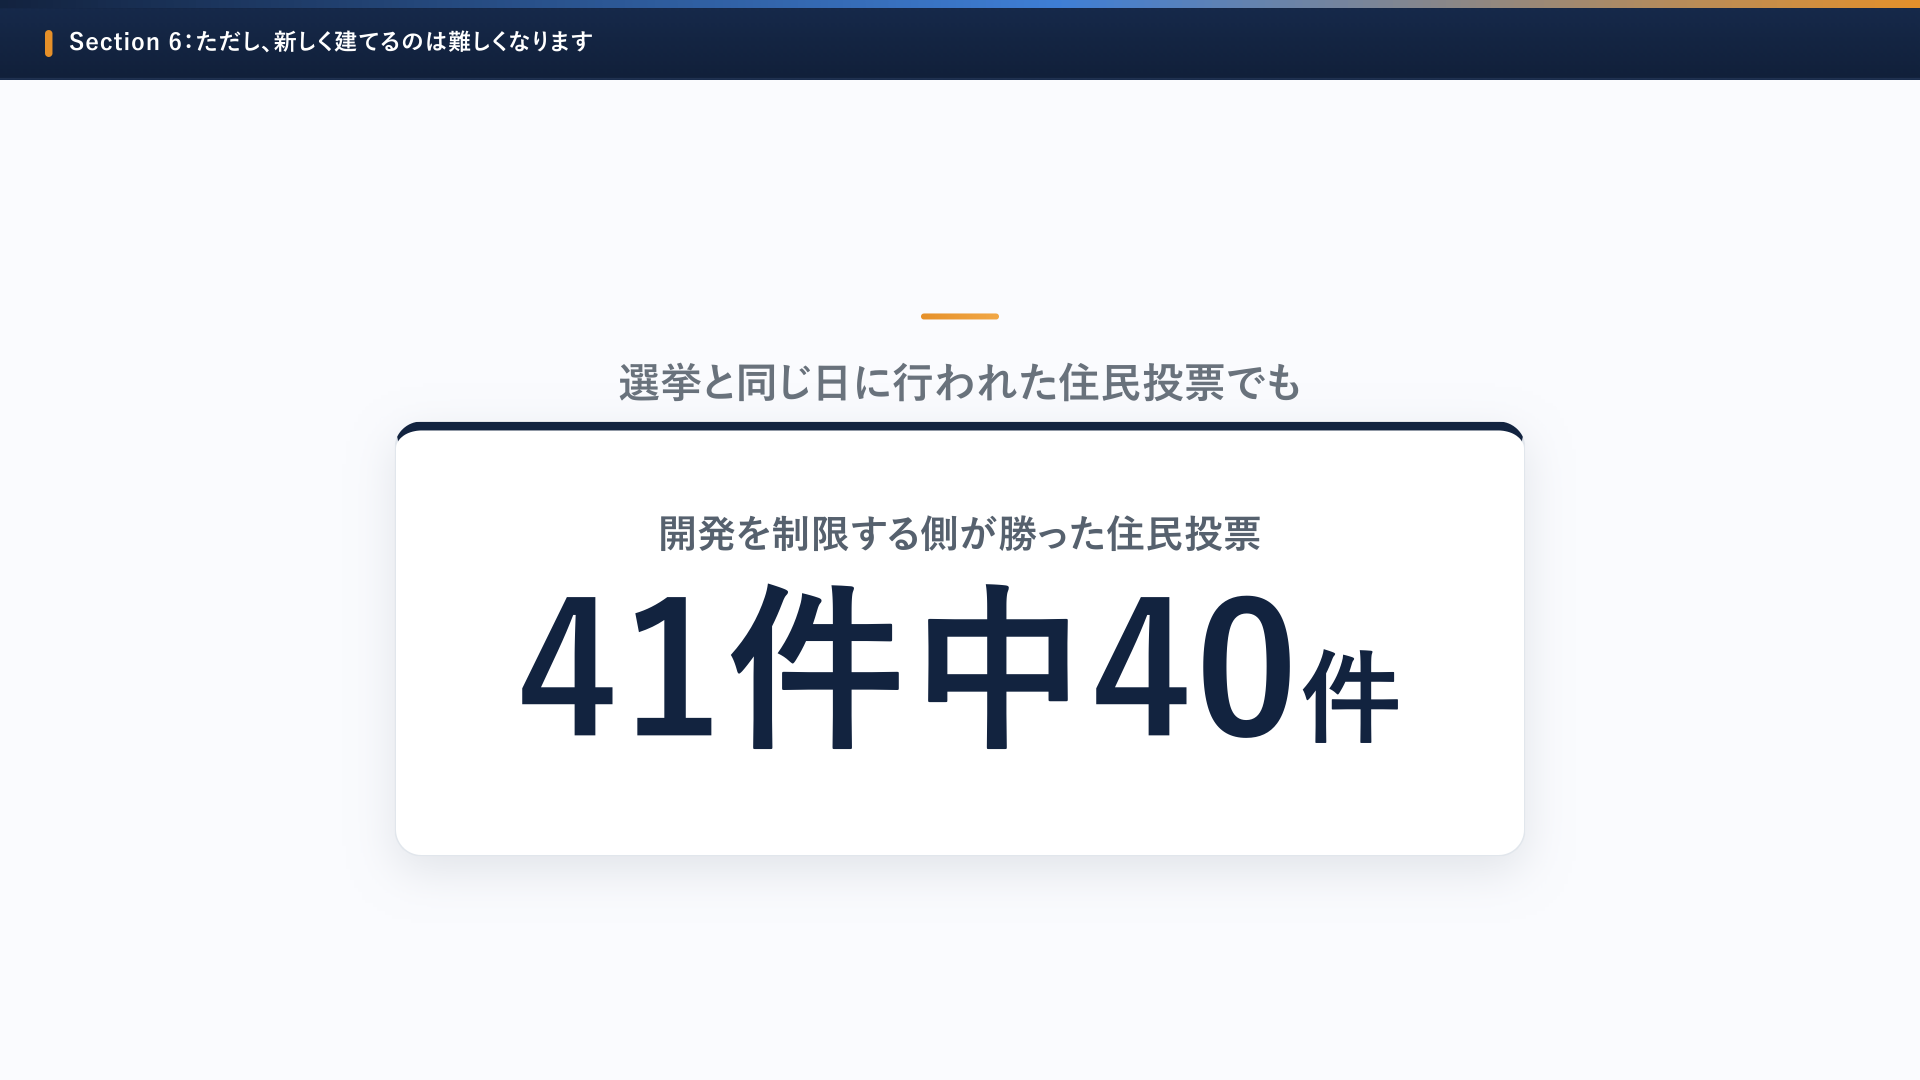 Section 6：ただし、新しく建てるのは難しくなります
選挙と同じ日に行われた住民投票でも
開発を制限する側が勝った住民投票
41件中40件